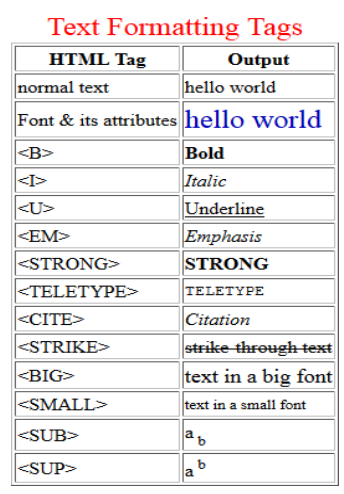 Text Formatting Tags
HTML Tag Output
normal text hello world
Font & its attributes hello world
<B> Bold
<I> Italic
<U> Underline
<EM> Emphasis
<STRONG> STRONG
<TELETYPE> TELETYPE
<CITE> Citation
<STRIKE> strike through text
<BIG> text in a big font
<SMALL> text in a small font
<SUB> a b
<SUP> a b